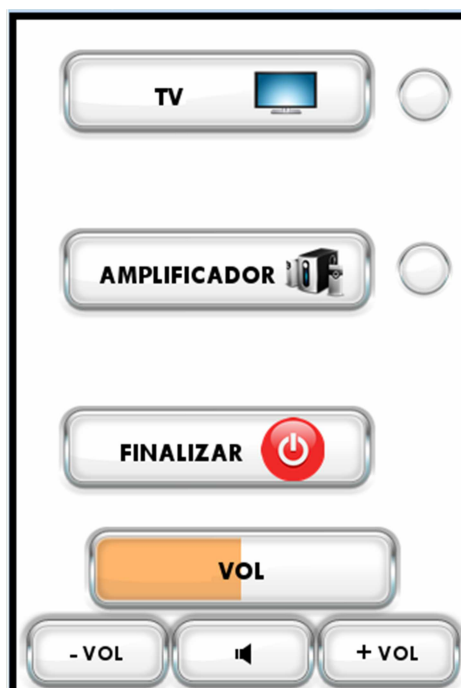 TV
AMPLIFICADOR
FINALIZAR
VOL
- VOL
+ VOL